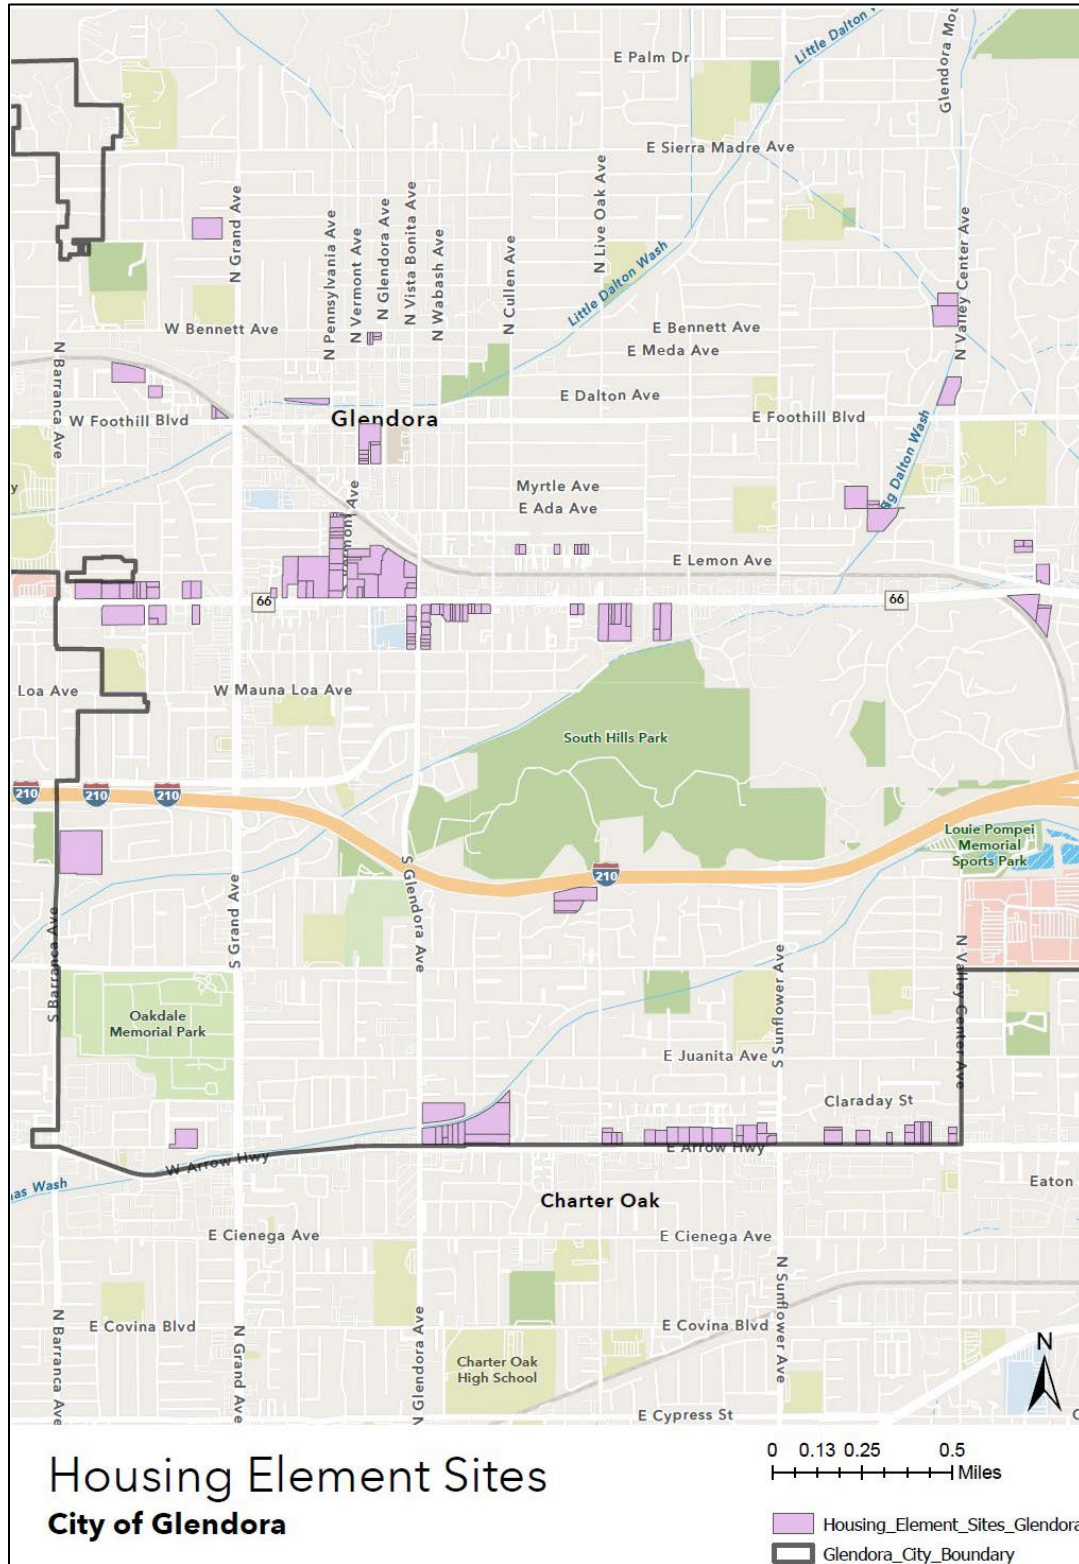 Little Dalton
E Palm Dr
Glendora
E Sierra Madre Ave
N Live Oak Ave
N Grand Ave
N Pennsylvania Ave
N Vermont Ave
N Glendora Ave
N Vista Bonita Ave
N Wabash Ave
N Cullen Ave
Little Dalton Wash
N Valley Center Ave
W Bennett Ave
E Bennett Ave
E Meda Ave
N Barranca Ave
E Dalton Ave
W Foothill Blvd
Glendora
E Foothill Blvd
Dalton Wash
y
Myrtle Ave
E Ada Ave
Ave
E Lemon Ave
66
66
Loa Ave
W Mauna Loa Ave
South Hills Park
210
210
210
Louie Pompei
Memorial
Sports Park
210
S Glendora Ave
S Grand Ave
S Barranca Ave
S Sunflower Ave
N Valley Center Ave
Oakdale
Memorial Park
E Juanita Ave
Claraday St
W Arrow Hwy
E Arrow Hwy
as Wash
Charter Oak
Eaton
E Cienega Ave
E Cienega Ave
N Barranca Ave
E Covina Blvd
N Grand Ave
N Glendora Ave
E Covina Blvd
N Sunflower Ave
Charter Oak
High School
N
E Cypress St
Housing Element Sites
City of Glendora
0 0.13 0.25 0.5
Miles
Housing_Element_Sites_Glendora
Glendora_City_Boundary